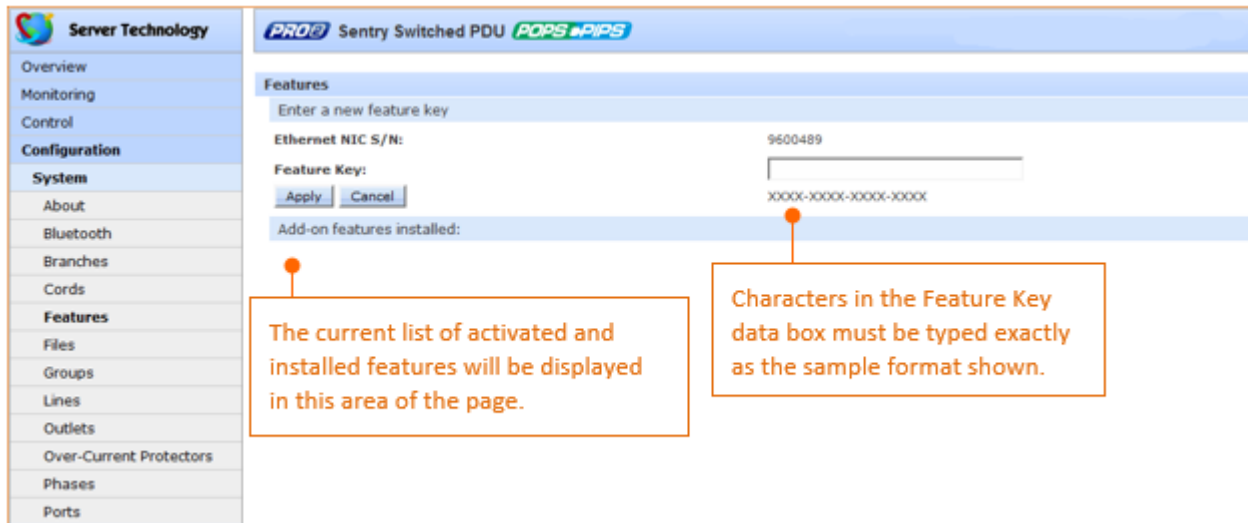 Server Technology
PRO2 Sentry Switched PDU POPS PIPS
Overview
Monitoring
Control
Configuration
System
About
Bluetooth
Branches
Cords
Features
Files
Groups
Lines
Outlets
Over-Current Protectors
Phases
Ports
Features
Enter a new feature key
Ethernet NIC S/N: 9600489
Feature Key:
Apply Cancel XXXX-XXXX-XXXX-XXXX
Add-on features installed:
The current list of activated and
installed features will be displayed
in this area of the page.
Characters in the Feature Key
data box must be typed exactly
as the sample format shown.